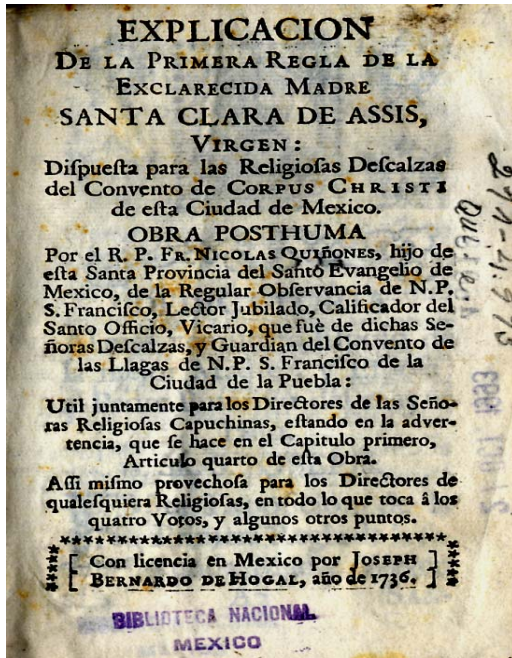 EXPLICACION
DE LA PRIMERA REGLA DE LA
EXCLARECIDA MADRE
SANTA CLARA DE ASSIS,
VIRGEN:
Diſpueſta para las Religioſas Deſcalzas
del Convento de CORPUS CHRISTI
de eſta Ciudad de Mexico.
OBRA POSTHUMA
Por el R. P. FR. NICOLAS QUIÑONES, hijo de
eſta Santa Provincia del Santo Evangelio de
Mexico, de la Regular Obſervancia de N.P.
S. Franciſco, Lector Jubilado, Calificador del
Santo Officio, Vicario, que fuè de dichas Se-
ñoras Deſcalzas, y Guardian del Convento de
las Llagas de N.P. S. Franciſco de la
Ciudad de la Puebla:
Util juntamente para los Directores de las Seño-
ras Religioſas Capuchinas, eſtando en la adver-
tencia, que ſe hace en el Capitulo primero,
Articulo quarto de eſta Obra.
Aſſi miſmo provechoſa para los Directores de
qualeſquiera Religioſas, en todo lo que toca â los
quatro Votos, y algunos otros puntos.
Con licencia en Mexico por JOSEPH
BERNARDO DE HOGAL, año de 1736.
BIBLIOTECA NACIONAL
MEXICO